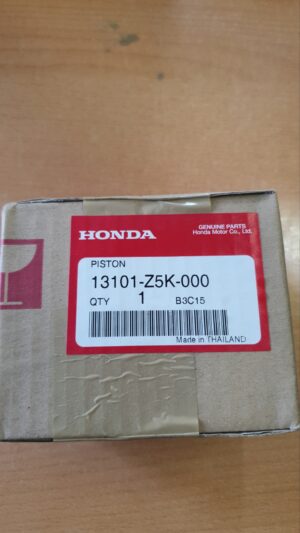 HONDA
GENUINE PARTS
Honda Motor Co., Ltd.
PISTON
13101-Z5K-000
QTY 1 B3C15
Made in THAILAND